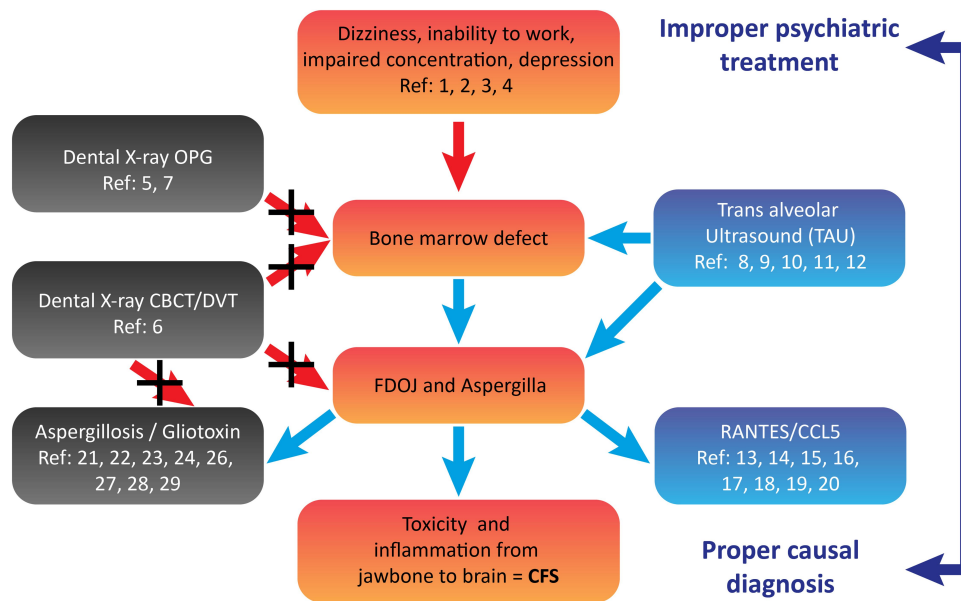 Dizziness, inability to work,
impaired concentration, depression
Ref: 1, 2, 3, 4
Improper psychiatric
treatment
Dental X-ray OPG
Ref: 5, 7
Bone marrow defect
Trans alveolar
Ultrasound (TAU)
Ref: 8, 9, 10, 11, 12
Dental X-ray CBCT/DVT
Ref: 6
FDOJ and Aspergilla
Aspergillosis / Gliotoxin
Ref: 21, 22, 23, 24, 26,
27, 28, 29
RANTES/CCL5
Ref: 13, 14, 15, 16,
17, 18, 19, 20
Toxicity and
inflammation from
jawbone to brain = CFS
Proper causal
diagnosis